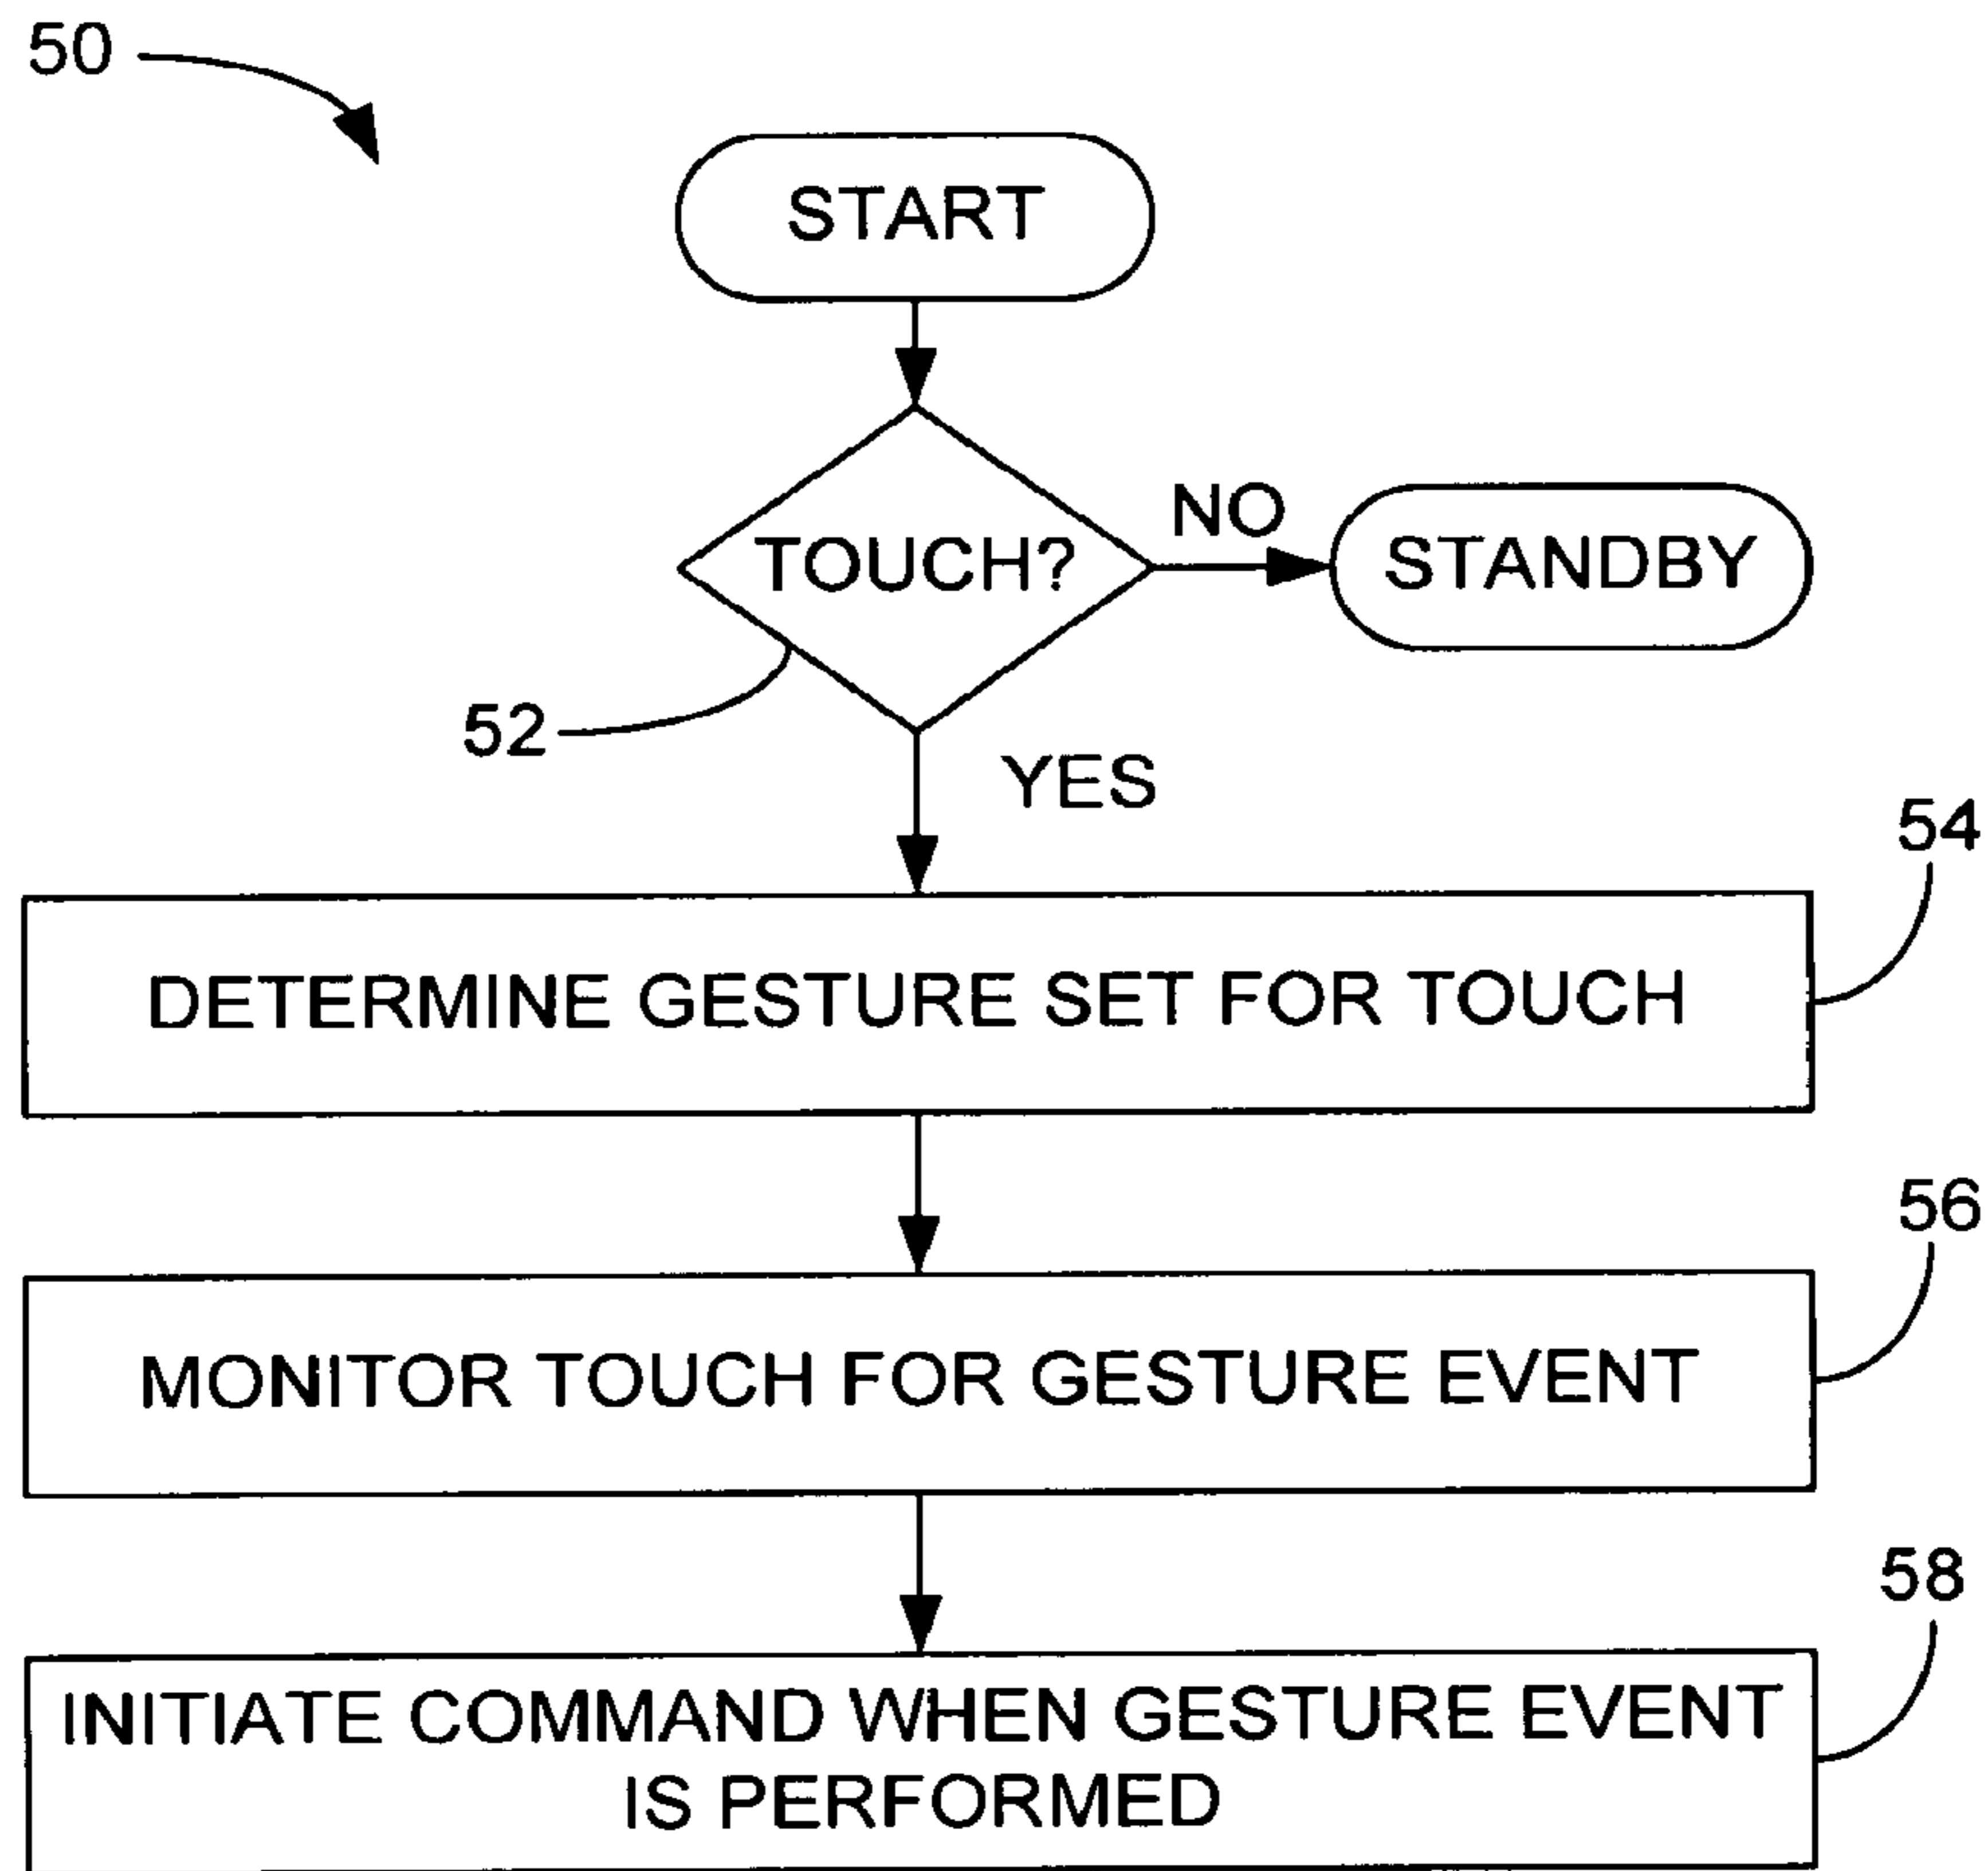 50
START
TOUCH?
NO
STANDBY
52
YES
54
DETERMINE GESTURE SET FOR TOUCH
56
MONITOR TOUCH FOR GESTURE EVENT
58
INITIATE COMMAND WHEN GESTURE EVENT
IS PERFORMED